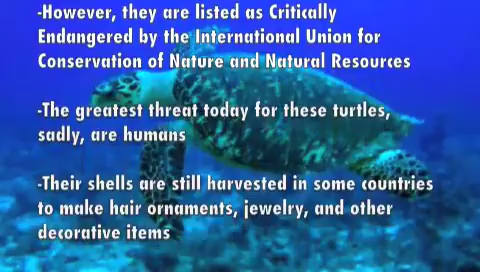 -However, they are listed as Critically
Endangered by the International Union for
Conservation of Nature and Natural Resources
-The greatest threat today for these turtles,
sadly, are humans
-Their shells are still harvested in some countries
to make hair ornaments, jewelry, and other
decorative items